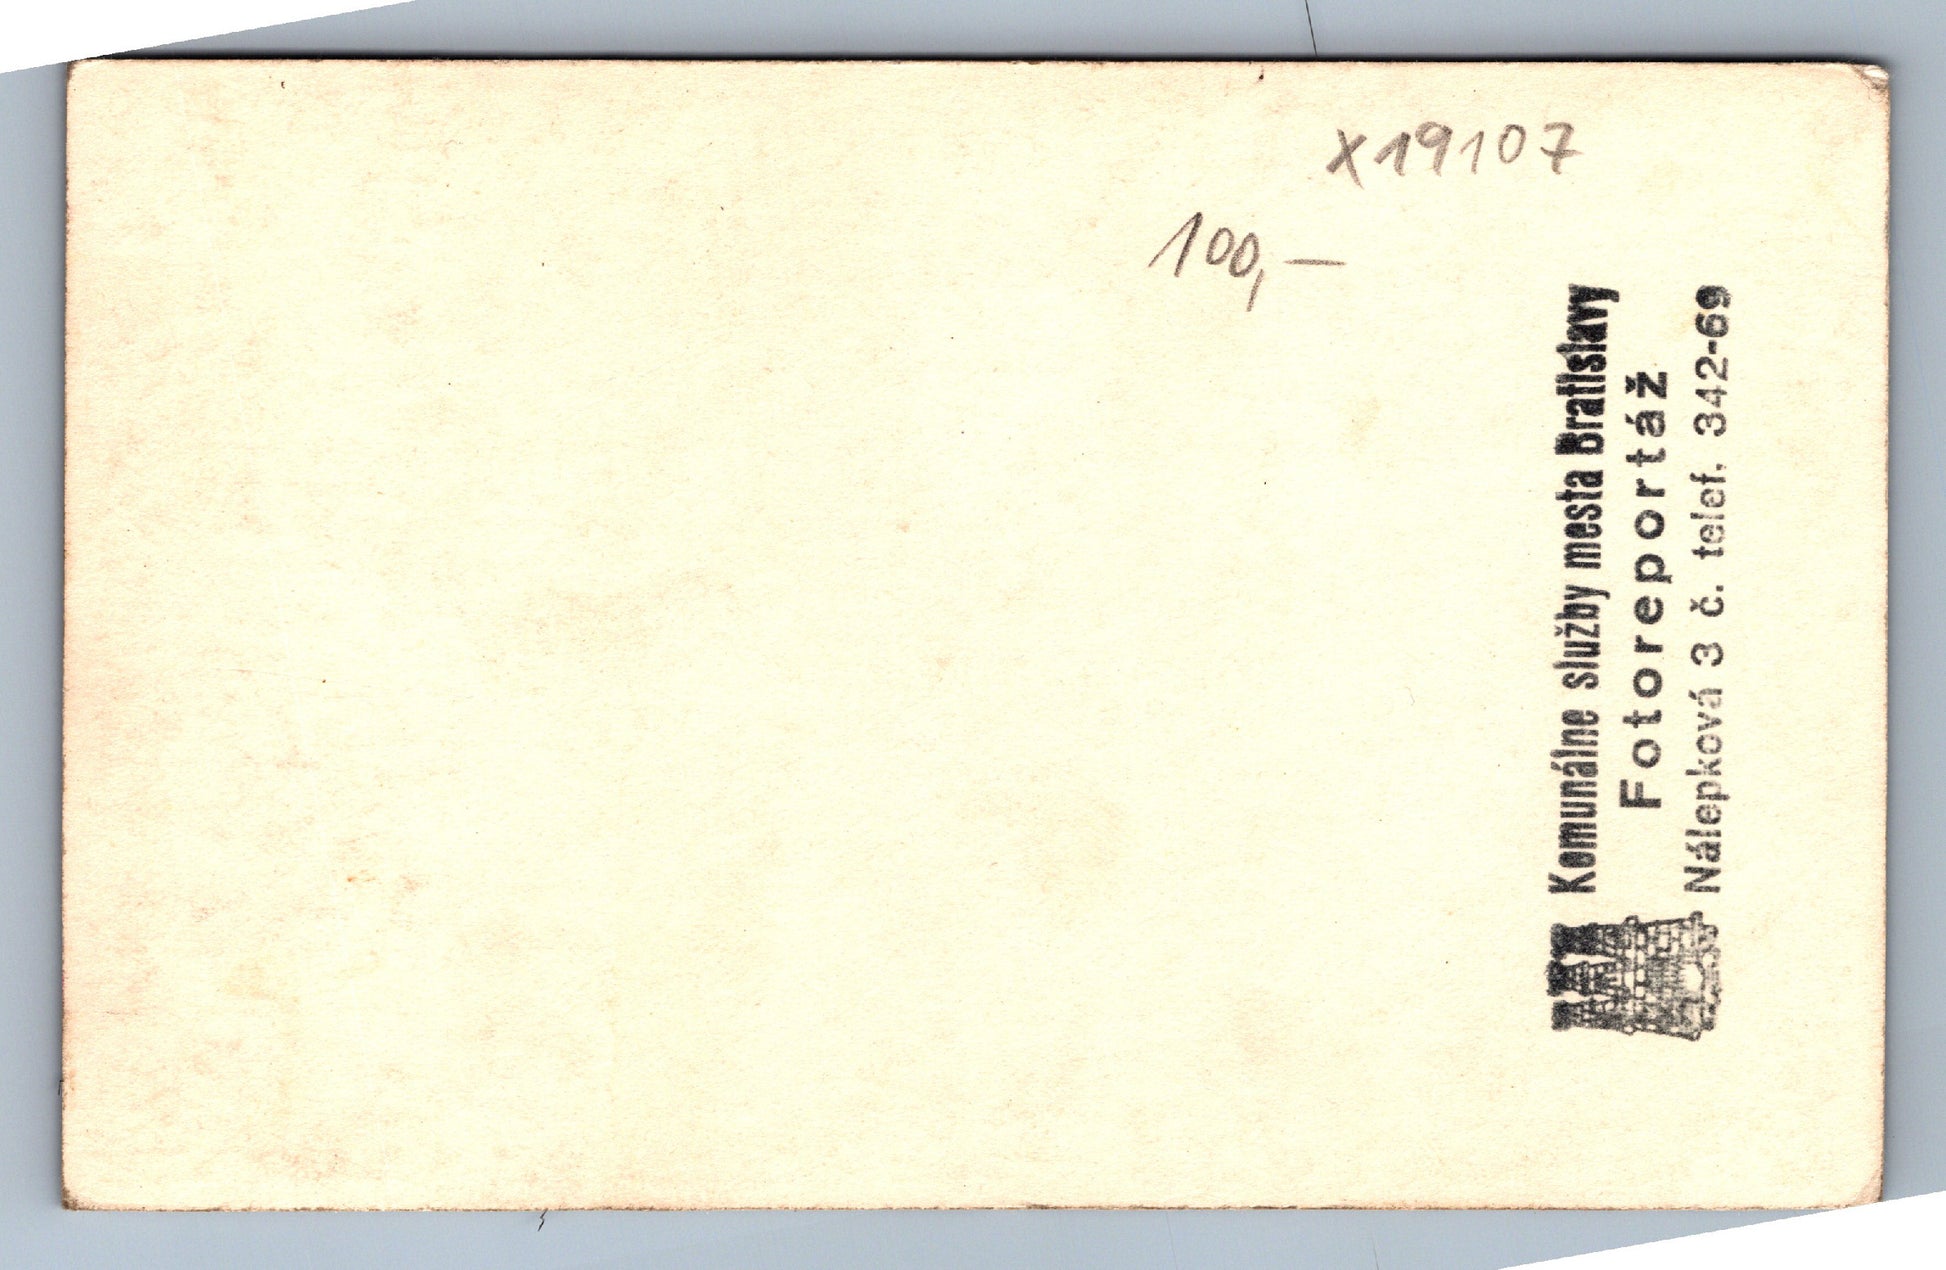 x19107
100,—
Komunálne služby mesta Bratislavy
Fotoreportáž
Nálepková 3 č. telef. 342-69